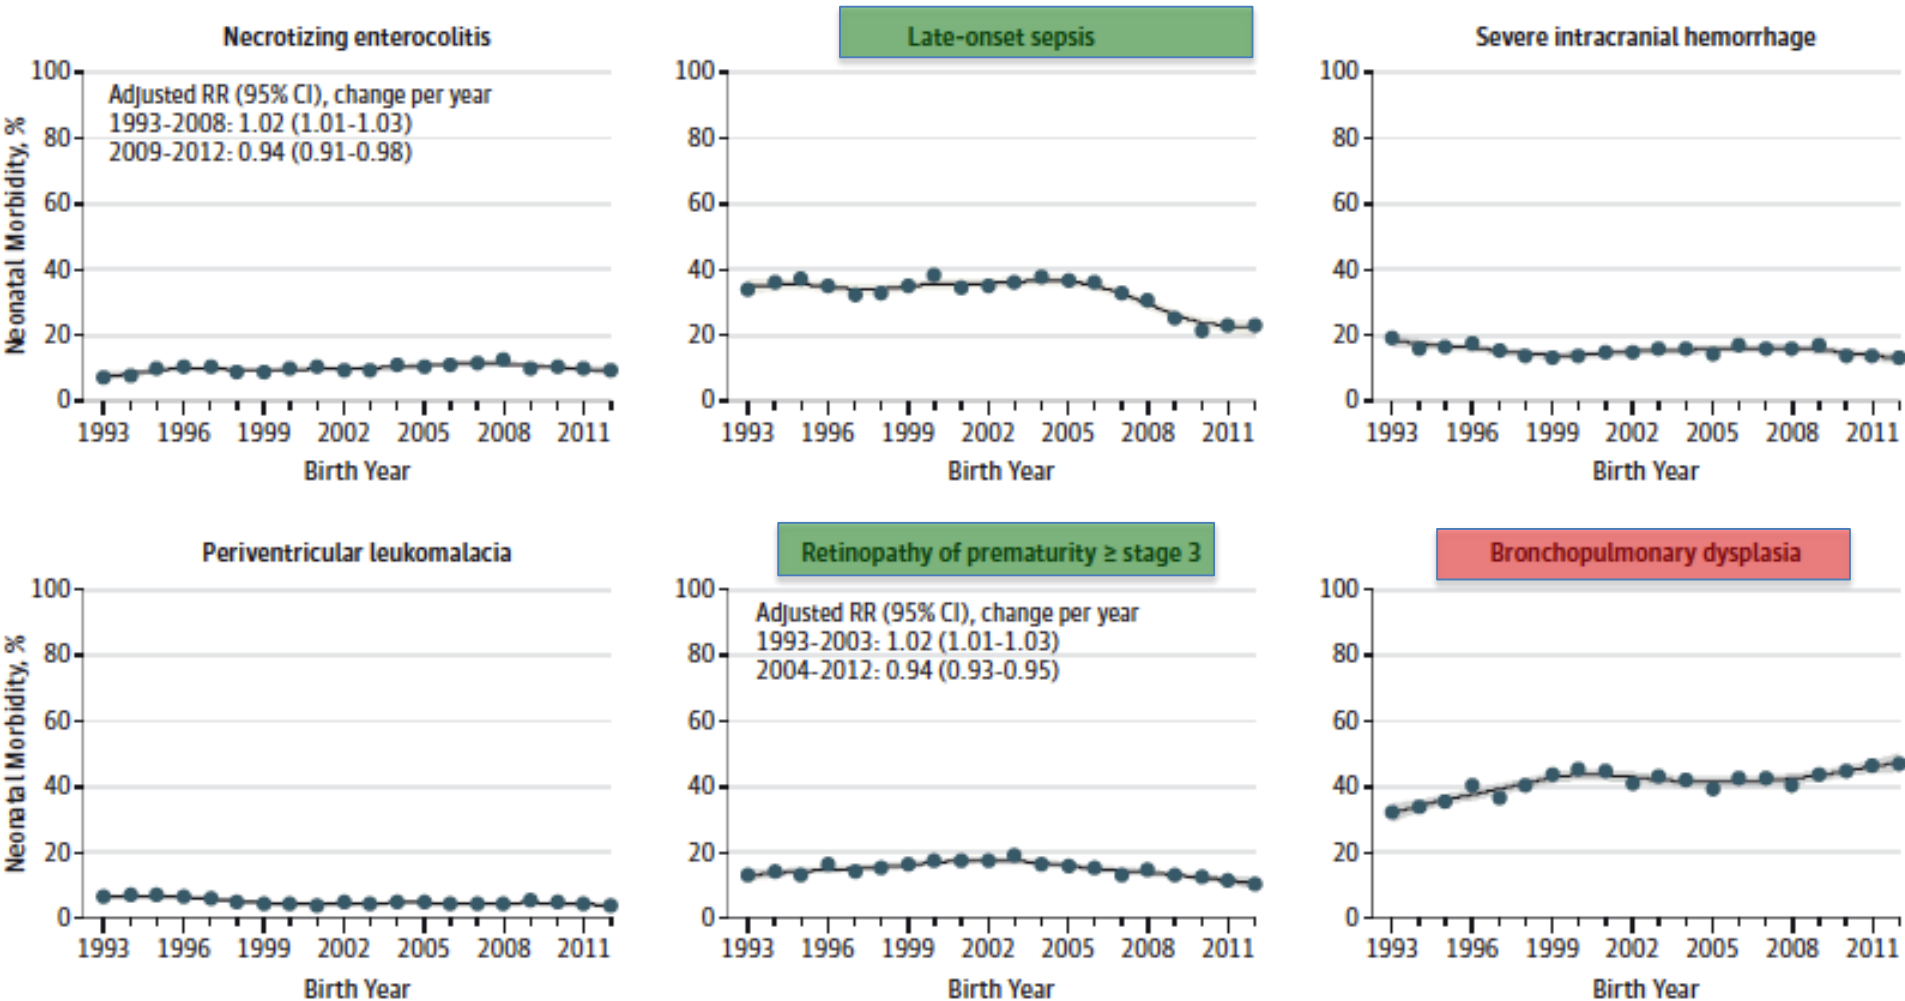 Necrotizing enterocolitis
100
80
60
40
20
0
Neonatal Morbidity, %
Adjusted RR (95% CI), change per year
1993-2008: 1.02 (1.01-1.03)
2009-2012: 0.94 (0.91-0.98)
1993 1996 1999 2002 2005 2008 2011
Birth Year
Late-onset sepsis
100
80
60
40
20
0
1993 1996 1999 2002 2005 2008 2011
Birth Year
Severe intracranial hemorrhage
100
80
60
40
20
0
1993 1996 1999 2002 2005 2008 2011
Birth Year
Periventricular leukomalacia
100
80
60
40
20
0
Neonatal Morbidity, %
1993 1996 1999 2002 2005 2008 2011
Birth Year
Retinopathy of prematurity ≥ stage 3
100
80
60
40
20
0
Adjusted RR (95% CI), change per year
1993-2003: 1.02 (1.01-1.03)
2004-2012: 0.94 (0.93-0.95)
1993 1996 1999 2002 2005 2008 2011
Birth Year
Bronchopulmonary dysplasia
100
80
60
40
20
0
1993 1996 1999 2002 2005 2008 2011
Birth Year